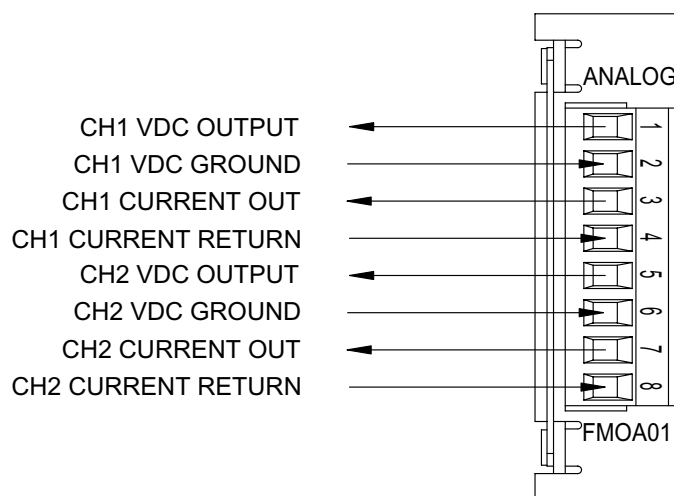 ANALOG
CH1 VDC OUTPUT 1
CH1 VDC GROUND 2
CH1 CURRENT OUT 3
CH1 CURRENT RETURN 4
CH2 VDC OUTPUT 5
CH2 VDC GROUND 6
CH2 CURRENT OUT 7
CH2 CURRENT RETURN 8
FMOA01